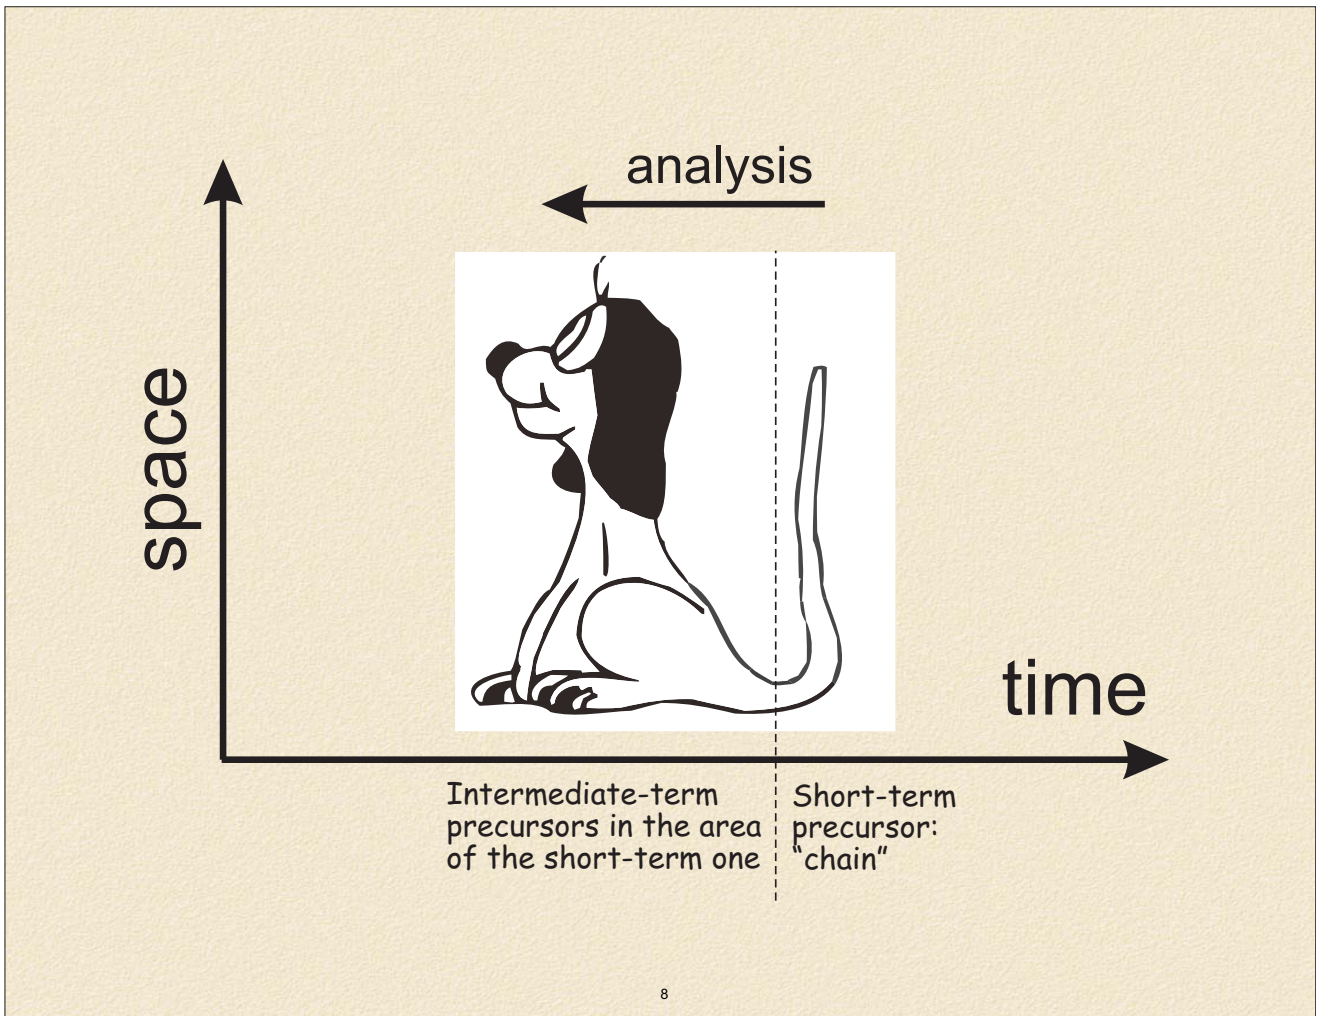 analysis
space
time
Intermediate-term
precursors in the area
of the short-term one
Short-term
precursor:
“chain”
8